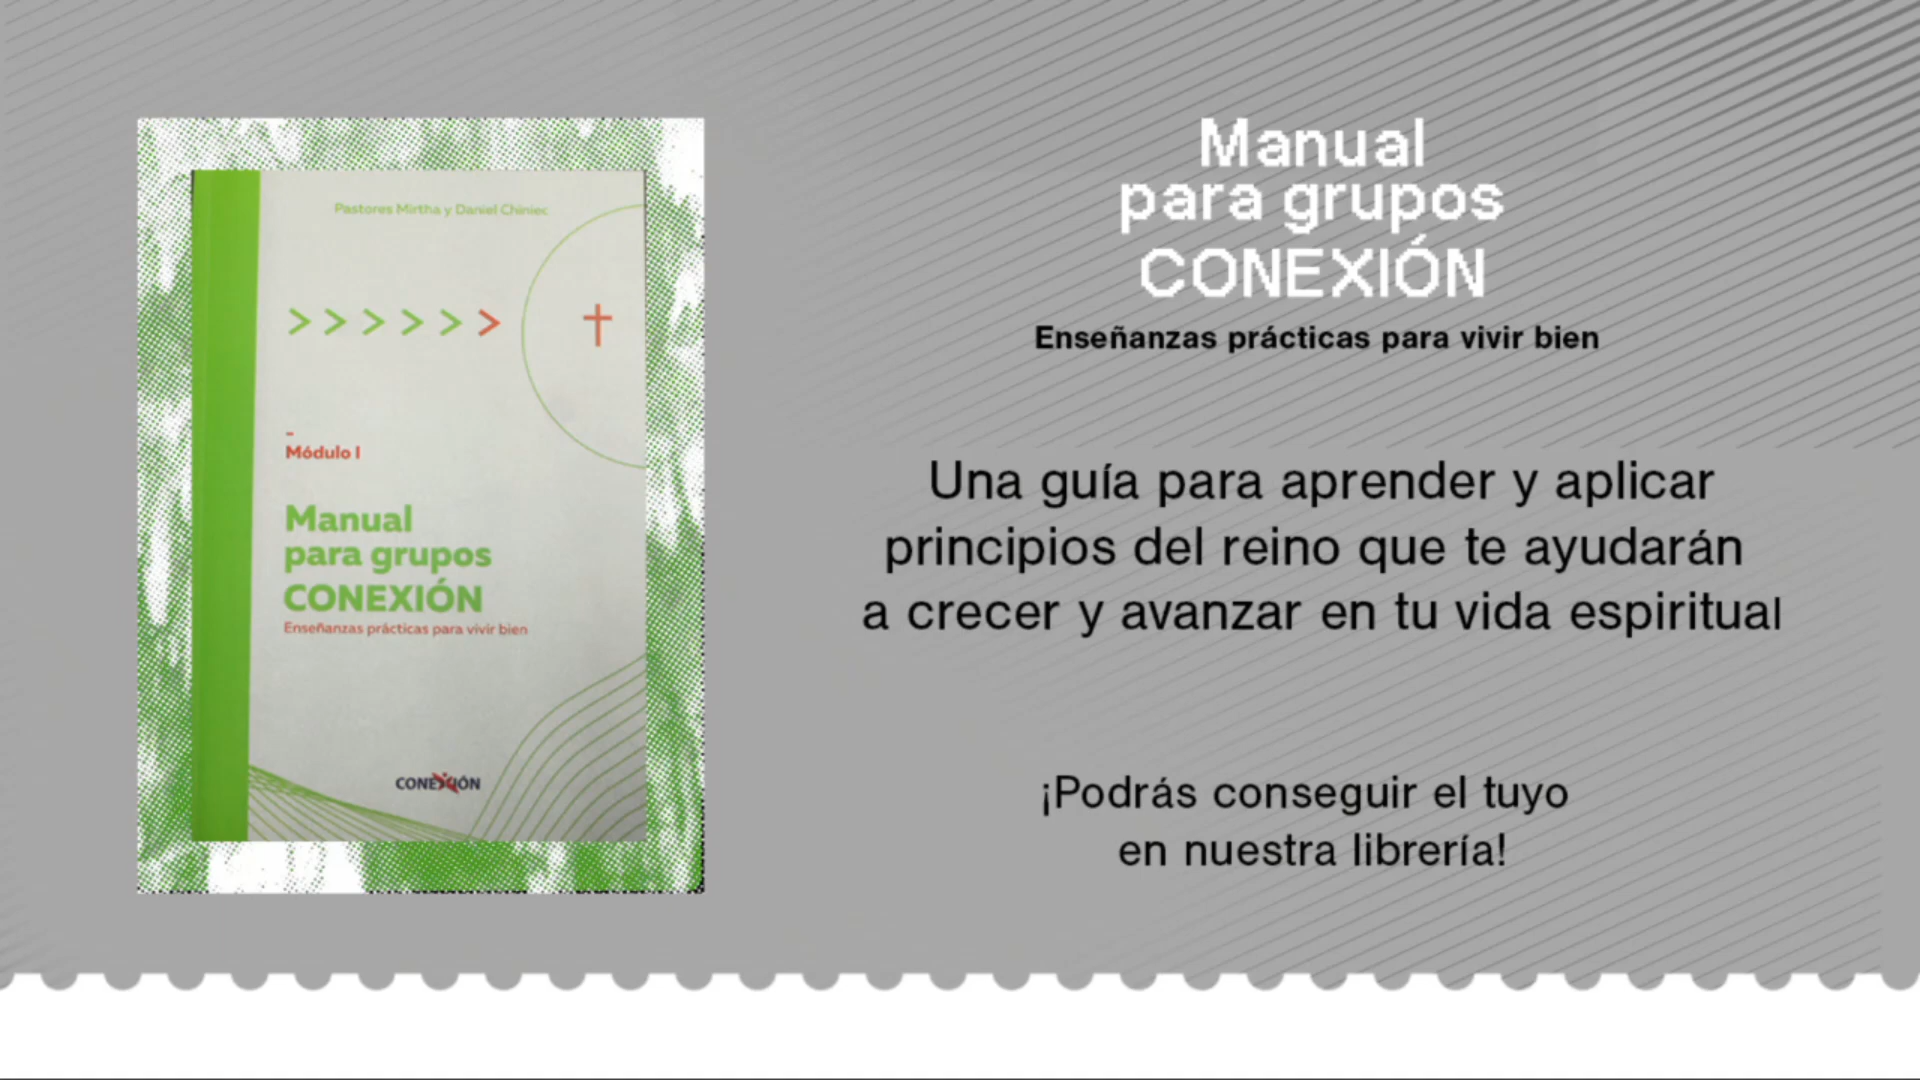 Pastores Mirtha y Daniel Chiniec
Módulo I
Manual
para grupos
CONEXIÓN
Enseñanzas prácticas para vivir bien
CONEXIÓN
Manual
para grupos
CONEXIÓN
Enseñanzas prácticas para vivir bien
Una guía para aprender y aplicar
principios del reino que te ayudarán
a crecer y avanzar en tu vida espiritual
¡Podrás conseguir el tuyo
en nuestra librería!